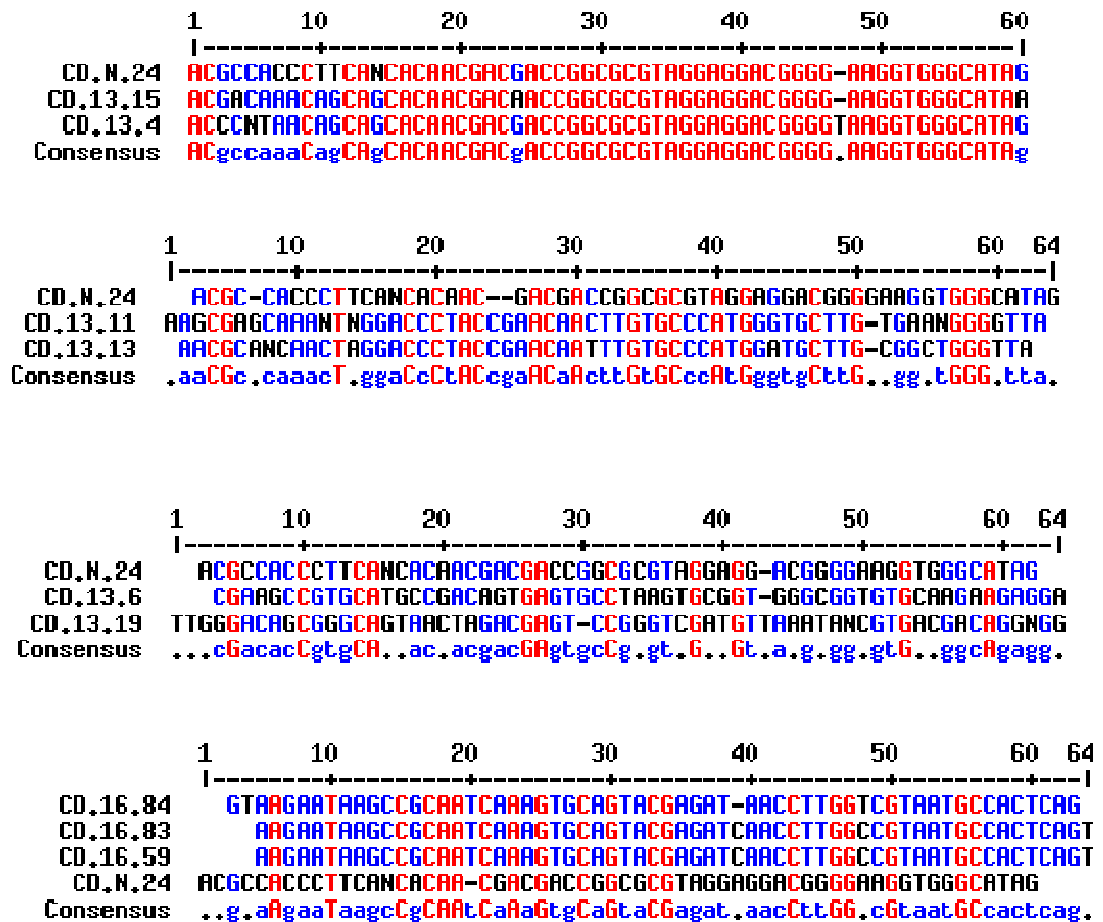 1 10 20 30 40 50 60
|--------+---------+---------+---------+---------+---------|
CD.N.24 ACGCCACCCTTCANCACAACGACGACCGGCGCGTAGGAGGACGGGG-AAGGTGGGCATAG
CD.13.15 ACGACAAACAGCAGCACAACGACAACCGGCGCGTAGGAGGACGGGG-AAGGTGGGCATAA
CD.13.4 ACCCNTAACAGCAGCACAACGACGACCGGCGCGTAGGAGGACGGGGTAAGGTGGGCATAG
Consensus ACgccaaaCagCAgCACAACGACgACCGGCGCGTAGGAGGACGGGG.AAGGTGGGCATAg
1 10 20 30 40 50 60 64
|--------+---------+---------+---------+---------+---------+---|
CD.N.24 ACGC-CACCCTTCANCACAAC--GACGACCGGCGCGTAGGAGGACGGGGAAGGTGGGCATAG
CD.13.11 AAGCGAGCAAANTNGGACCCTACCGAACAACTTGTGCCCATGGGTGCTTG-TGAANGGGGTTA
CD.13.13 AACGCANCAACTAGGACCCTACCGAACAATTTGTGCCCATGGATGCTTG-CGGCTGGGTTA
Consensus .aaCGc.caaacT.ggaCcCtACcgaACaActtGtGCccAtGggtgCttG..gg.tGGG.tta.
1 10 20 30 40 50 60 64
|--------+---------+---------+---------+---------+---------+---|
CD.N.24 ACGCCACCCTTCANCACAACGACGACCGGCGCGTAGGAGG-ACGGGGAAGGTGGGCATAG
CD.13.6 CGAAGCCGTGCATGCCGACAGTGAGTGCCTAAGTGCGGT-GGGCGGTGTGCAAGAAGAGGA
CD.13.19 TTGGGACAGCGGGCAGTAACTAGACGAGT-CCGGGTCGATGTTAAATANCGTGACGACAGGNGG
Consensus ...cGacacCgtgCA..ac.acgacGAgtgcCg.gt.G..Gt.a.g.gg.gtG..ggcAgagg.
1 10 20 30 40 50 60 64
|--------+---------+---------+---------+---------+---------+---|
CD.16.84 GTAAGAATAAGCCGCAATCAAAGTGCAGTACGAGAT-AACCTTGGTCGTAATGCCACTCAG
CD.16.83 AAGAATAAGCCGCAATCAAAGTGCAGTACGAGATCAACCTTGGCCGTAATGCCACTCAGT
CD.16.59 AAGAATAAGCCGCAATCAAAGTGCAGTACGAGATCAACCTTGGCCGTAATGCCACTCAGT
CD.N.24 ACGCCACCCTTCANCACAA-CGACGACCGGCGCGTAGGAGGACGGGGAAGGTGGGCATAG
Consensus ..g.aAgaaTaagcCgCAAtCaAaGtgCaGtaCGagat.aacCttGG.cGtaatGCcactcag.